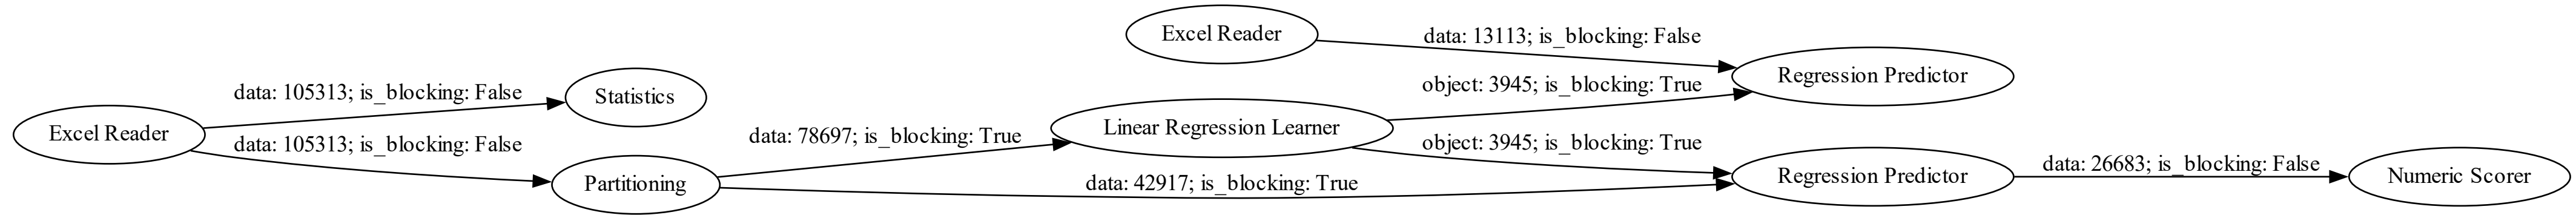 Excel Reader
data: 105313; is_blocking: False
Statistics
data: 105313; is_blocking: False
Partitioning
data: 78697; is_blocking: True
Linear Regression Learner
data: 42917; is_blocking: True
Excel Reader
data: 13113; is_blocking: False
object: 3945; is_blocking: True
Regression Predictor
object: 3945; is_blocking: True
Regression Predictor
data: 26683; is_blocking: False
Numeric Scorer